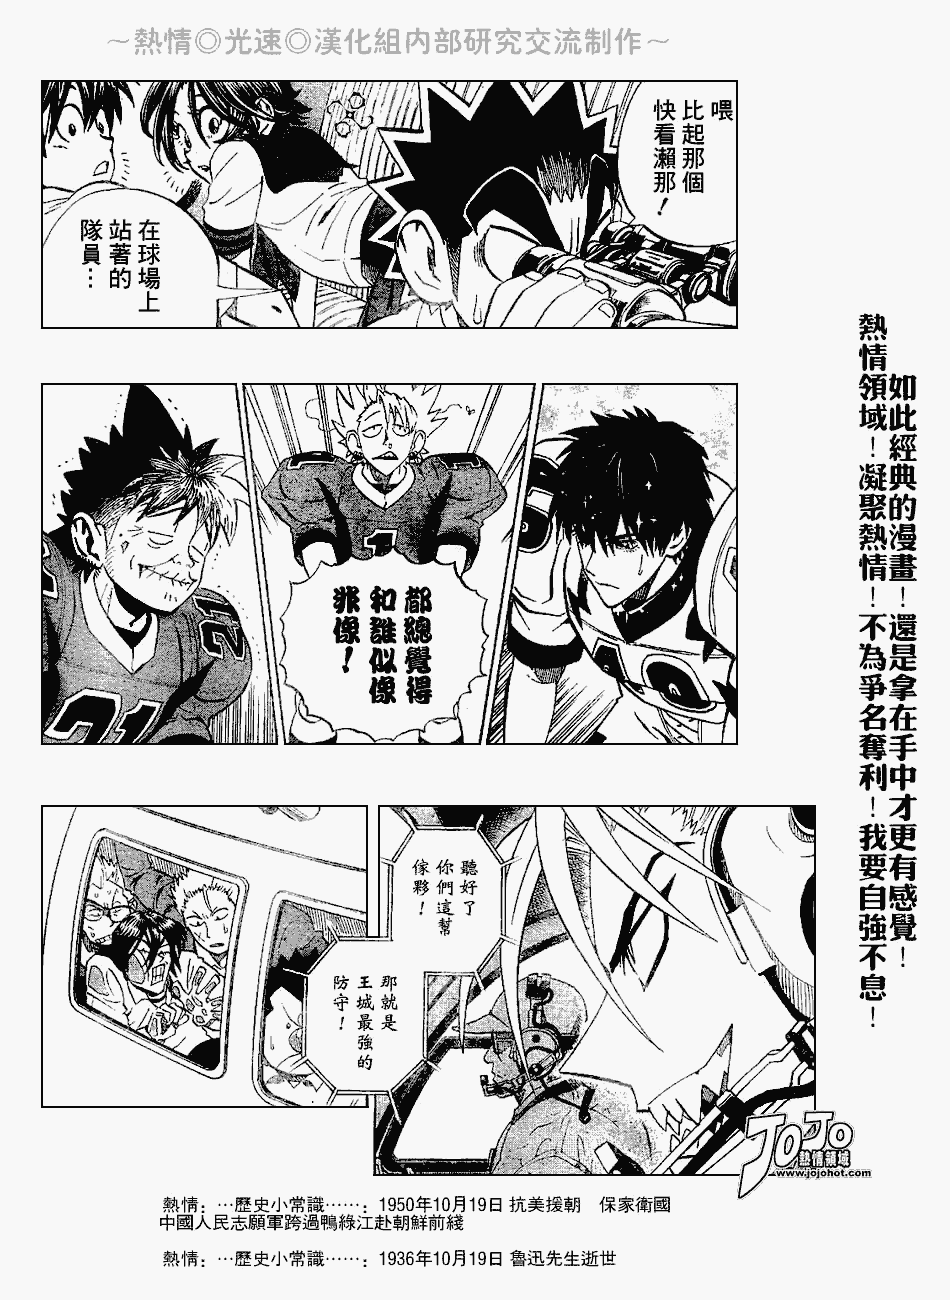 ～熱情◎光速◎漢化組内部研究交流制作～
喂
比起那個
快看瀨那！
在球場上
站著的
隊員…
都總覺得
和誰似像
非像！
1
21
21
聽好了
你們這幫
傢夥！
那就是
王城最強的
防守！
如此經典的漫畫！還是拿在手中才更有感覺！
熱情領域！凝聚熱情！不為爭名奪利！我要自強不息！
JOJO
熱情領域
www.jojohot.com
熱情：…歷史小常識……：1950年10月19日 抗美援朝　保家衛國
中國人民志願軍跨過鴨綠江赴朝鮮前綫
熱情：…歷史小常識……：1936年10月19日 魯迅先生逝世